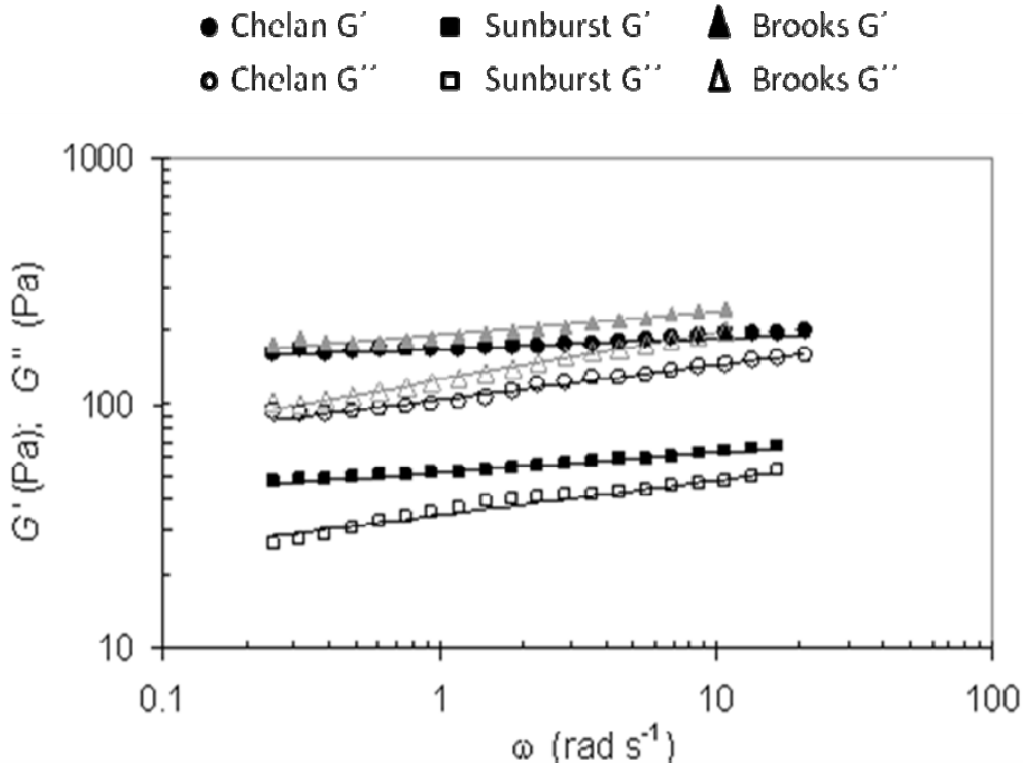 Chelan G′ Sunburst G′ Brooks G′
Chelan G″ Sunburst G″ Brooks G″
1000
100
10
G′ (Pa); G″ (Pa)
0.1 1 10 100
ω (rad s⁻¹)